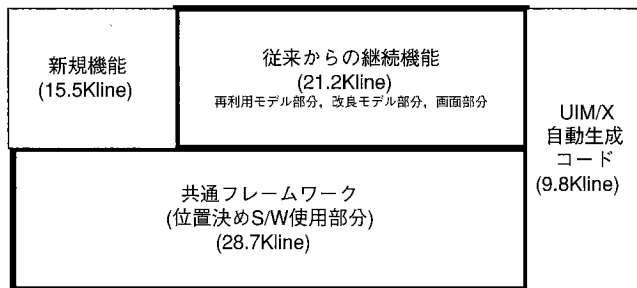 新規機能
(15.5Kline)
従来からの継続機能
(21.2Kline)
再利用モデル部分，改良モデル部分，画面部分
UIM/X
自動生成
コード
(9.8Kline)
共通フレームワーク
(位置決めS/W使用部分)
(28.7Kline)